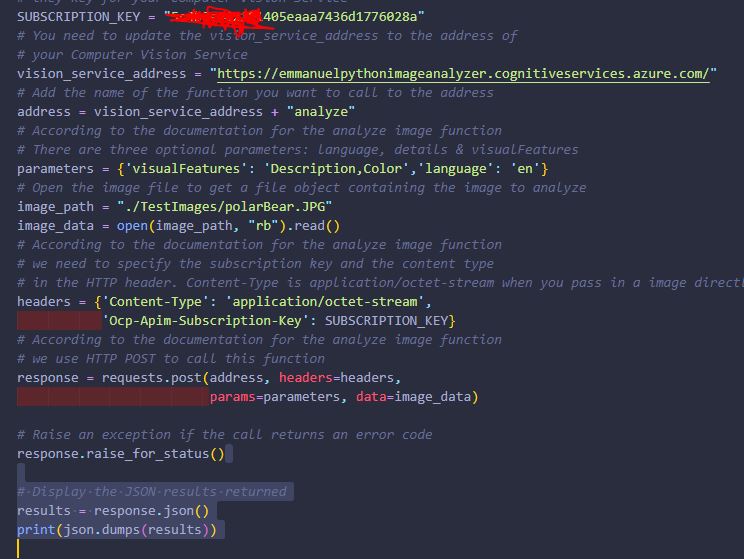 # they key for your Computer Vision Service
SUBSCRIPTION_KEY = "405eaaa7436d1776028a"
# You need to update the vision_service_address to the address of
# your Computer Vision Service
vision_service_address = "https://emmanuelpythonimageanalyzer.cognitiveservices.azure.com/"
# Add the name of the function you want to call to the address
address = vision_service_address + "analyze"
# According to the documentation for the analyze image function
# There are three optional parameters: language, details & visualFeatures
parameters = {'visualFeatures': 'Description,Color','language': 'en'}
# Open the image file to get a file object containing the image to analyze
image_path = "./TestImages/polarBear.JPG"
image_data = open(image_path, "rb").read()
# According to the documentation for the analyze image function
# we need to specify the subscription key and the content type
# in the HTTP header. Content-Type is application/octet-stream when you pass in a image directl
headers = {'Content-Type': 'application/octet-stream',
'Ocp-Apim-Subscription-Key': SUBSCRIPTION_KEY}
# According to the documentation for the analyze image function
# we use HTTP POST to call this function
response = requests.post(address, headers=headers,
params=parameters, data=image_data)
# Raise an exception if the call returns an error code
response.raise_for_status()
# Display the JSON results returned
results = response.json()
print(json.dumps(results))